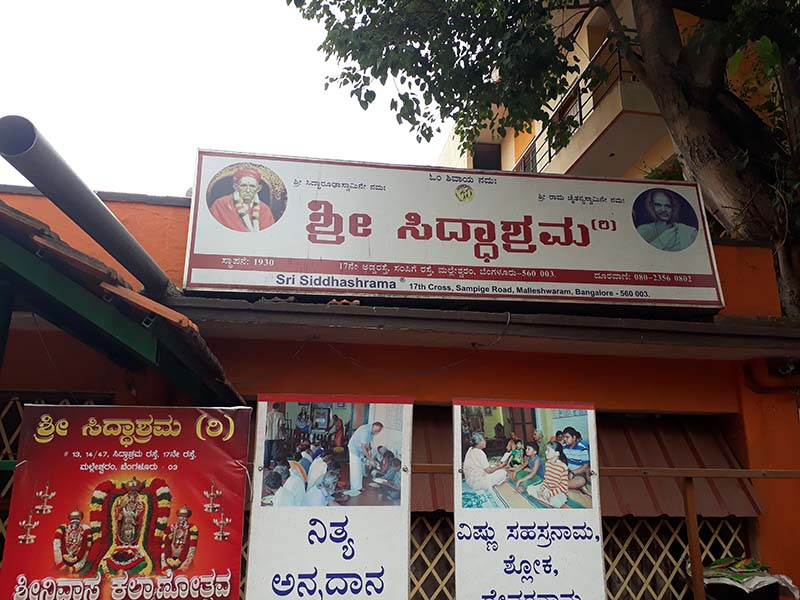 ಓಂ ಶಿವಾಯ ನಮಃ
ಶ್ರೀ ಸಿದ್ಧಾರೂಢಸ್ವಾಮಿನೇ ನಮಃ
ಶ್ರೀ ರಾಮ ಚೈತನ್ಯಸ್ವಾಮಿನೇ ನಮಃ
ಶ್ರೀ ಸಿದ್ಧಾಶ್ರಮ (ರಿ)
ಸ್ಥಾಪನೆ: 1930
17ನೇ ಅಡ್ಡರಸ್ತೆ, ಸಂಪಿಗೆ ರಸ್ತೆ, ಮಲ್ಲೇಶ್ವರಂ, ಬೆಂಗಳೂರು-560 003.
ದೂರವಾಣಿ: 080-2356 0802
Sri Siddhashrama ® 17th Cross, Sampige Road, Malleshwaram, Bangalore - 560 003.
ಶ್ರೀ ಸಿದ್ಧಾಶ್ರಮ (ರಿ)
# 13, 14/47, ಸಿದ್ಧಾಶ್ರಮ ರಸ್ತೆ, 17ನೇ ರಸ್ತೆ,
ಮಲ್ಲೇಶ್ವರಂ, ಬೆಂಗಳೂರು - 03
ಶ್ರೀನಿವಾಸ ಕಲ್ಯಾಣೋತ್ಸವ
ನಿತ್ಯ
ಅನ್ನದಾನ
ವಿಷ್ಣು ಸಹಸ್ರನಾಮ,
ಶ್ಲೋಕ,